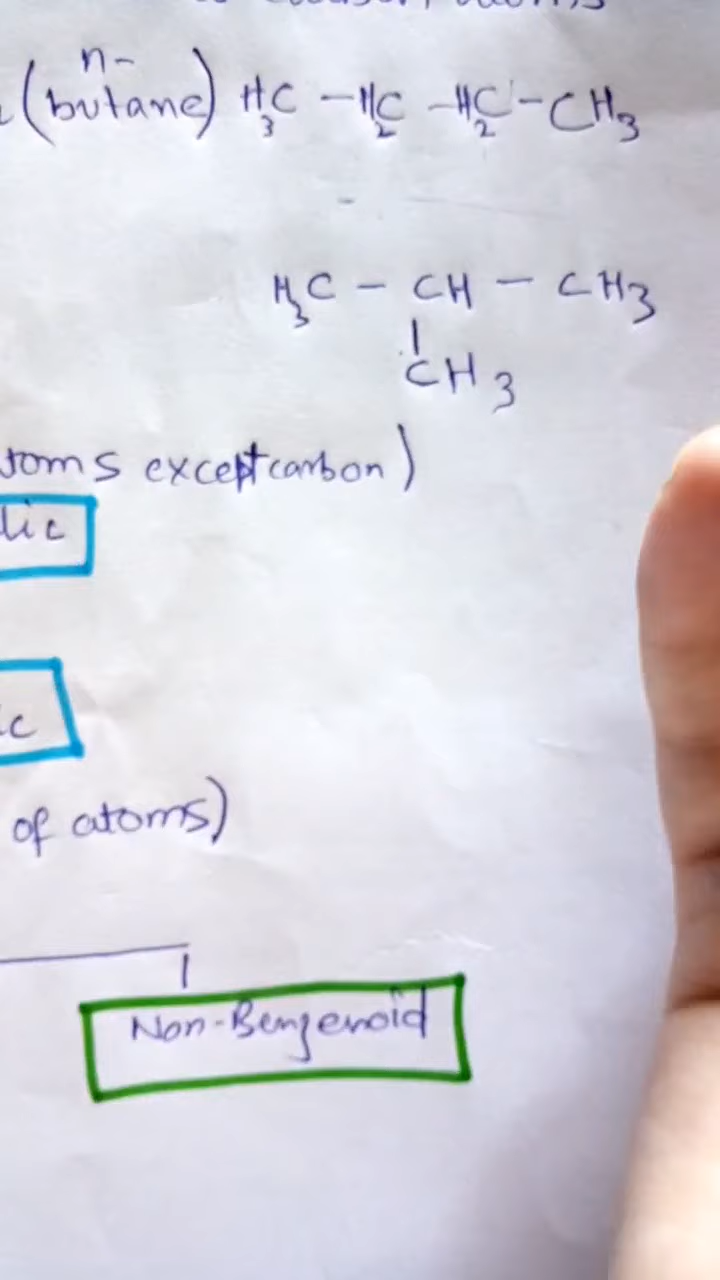 n-
(butane) H3C - H2C - H2C - CH3
H3C - CH - CH3
CH3
toms except carbon)
lic
c
of atoms)
Non-Benzenoid